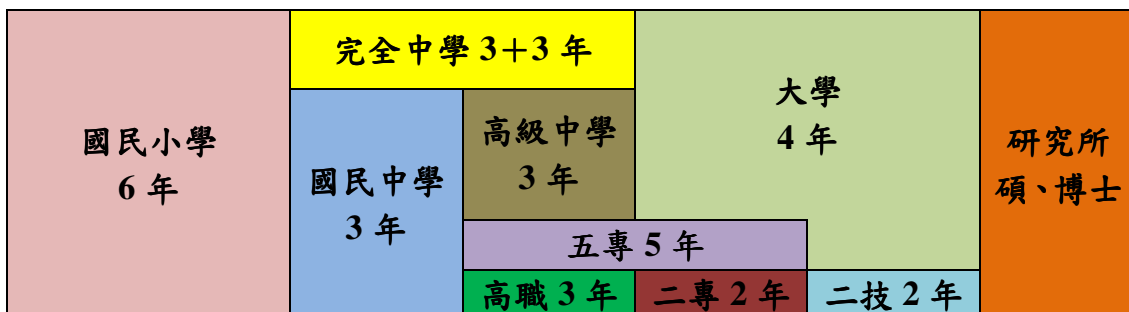 國民小學
6 年
完全中學 3＋3 年
國民中學
3 年
高級中學
3 年
大學
4 年
五專 5 年
高職 3 年
二專 2 年
二技 2 年
研究所
碩、博士